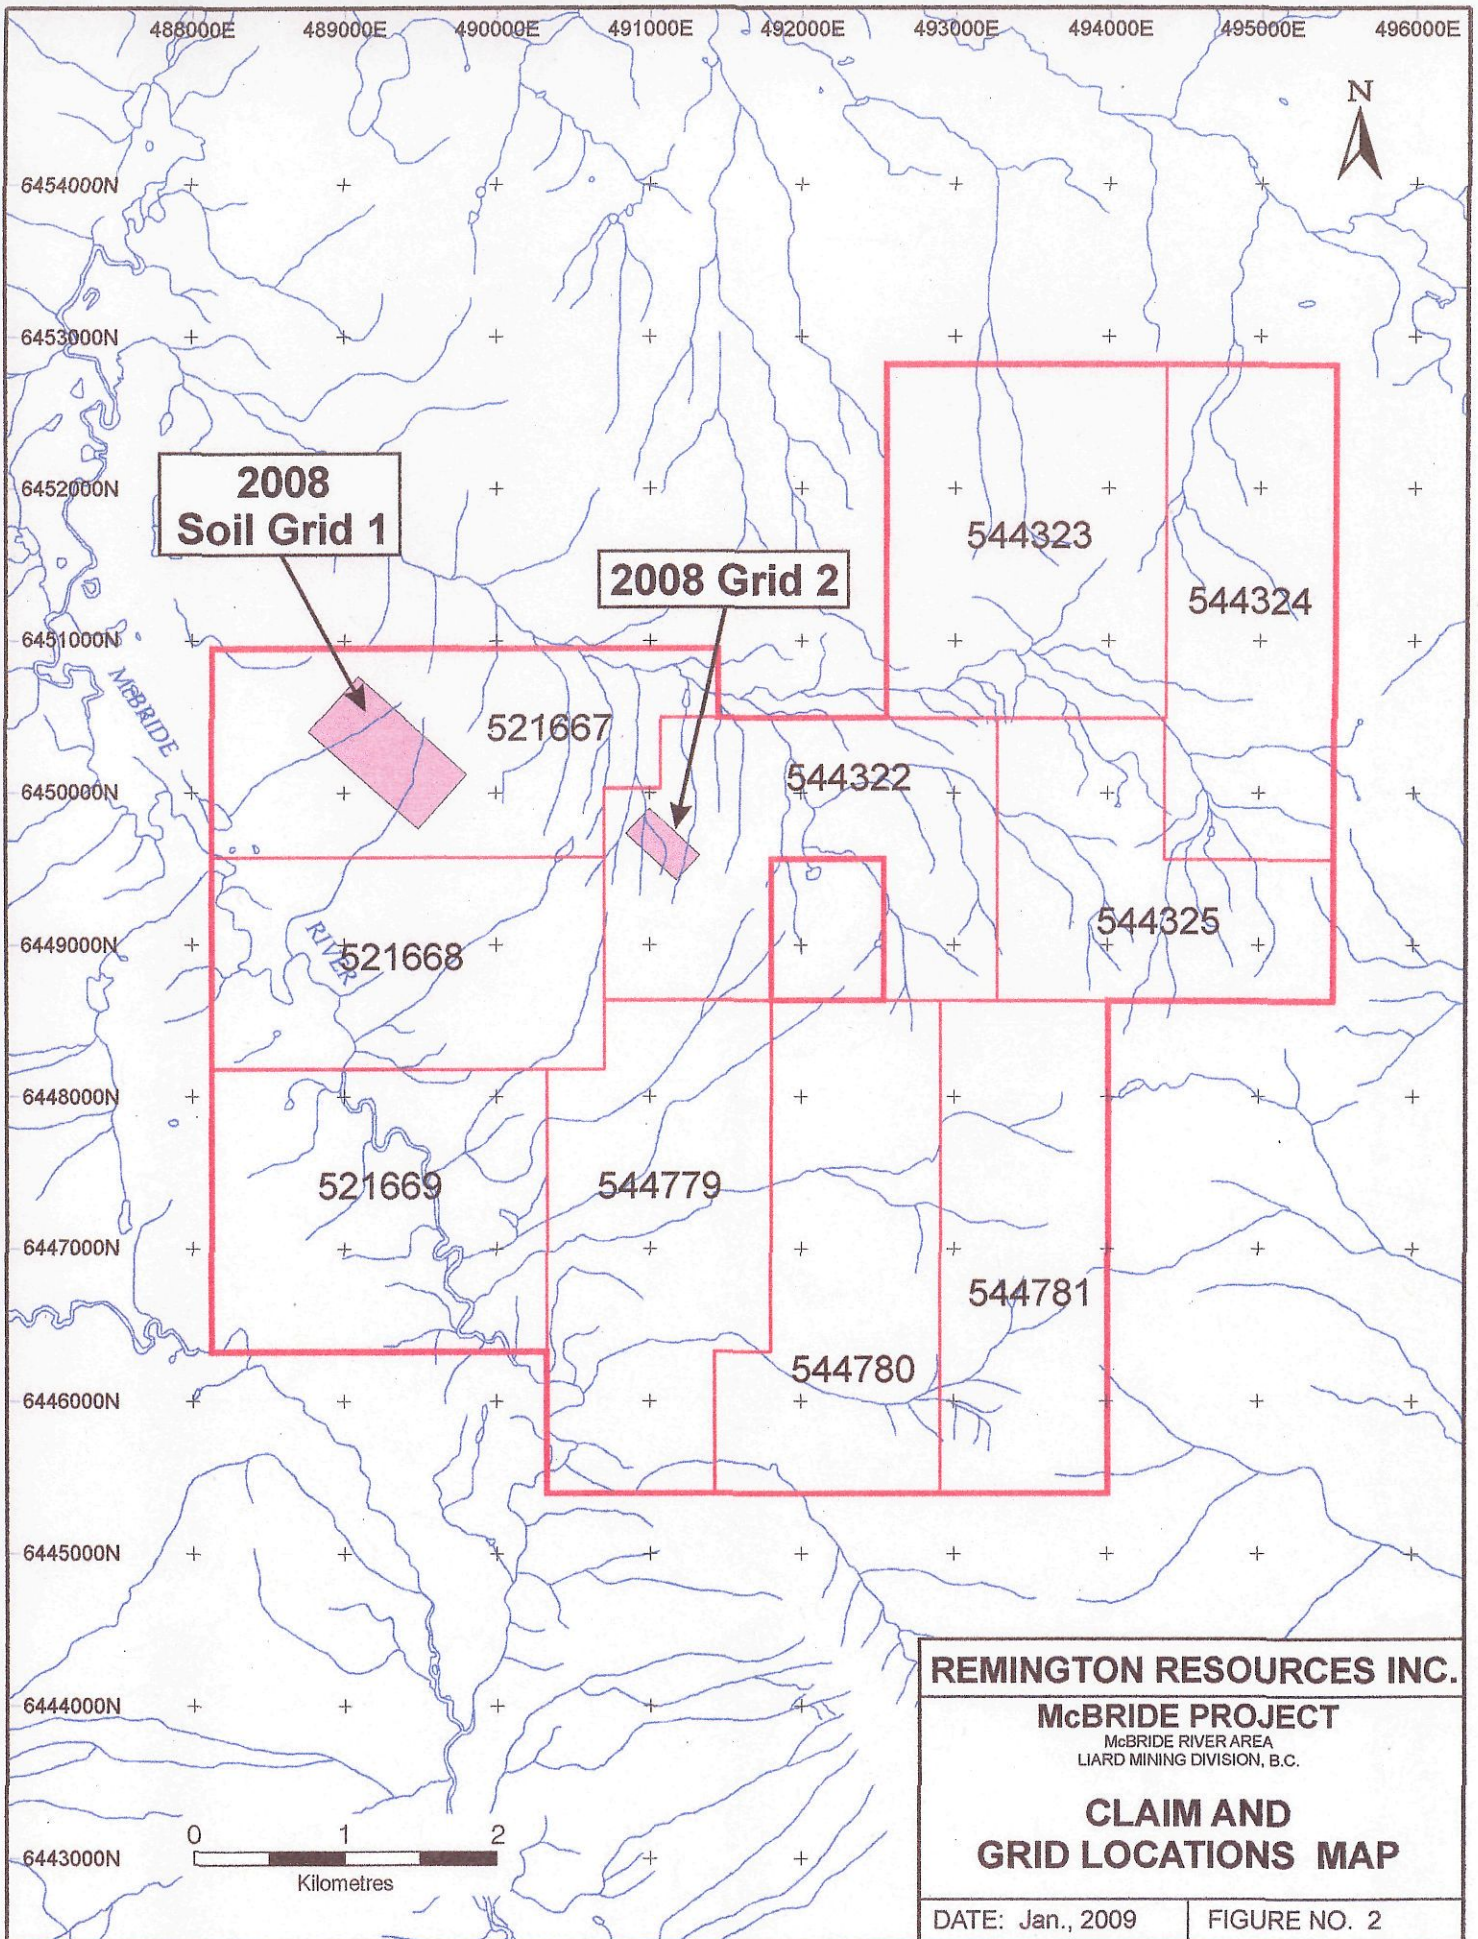 488000E
489000E
490000E
491000E
492000E
493000E
494000E
495000E
496000E
N
6454000N
6453000N
6452000N
6451000N
6450000N
6449000N
6448000N
6447000N
6446000N
6445000N
6444000N
6443000N
2008
Soil Grid 1
2008 Grid 2
544323
544324
521667
544322
McBRIDE
RIVER
521668
544325
521669
544779
544781
544780
0 1 2
Kilometres
REMINGTON RESOURCES INC.
McBRIDE PROJECT
McBRIDE RIVER AREA
LIARD MINING DIVISION, B.C.
CLAIM AND
GRID LOCATIONS MAP
DATE: Jan., 2009
FIGURE NO. 2